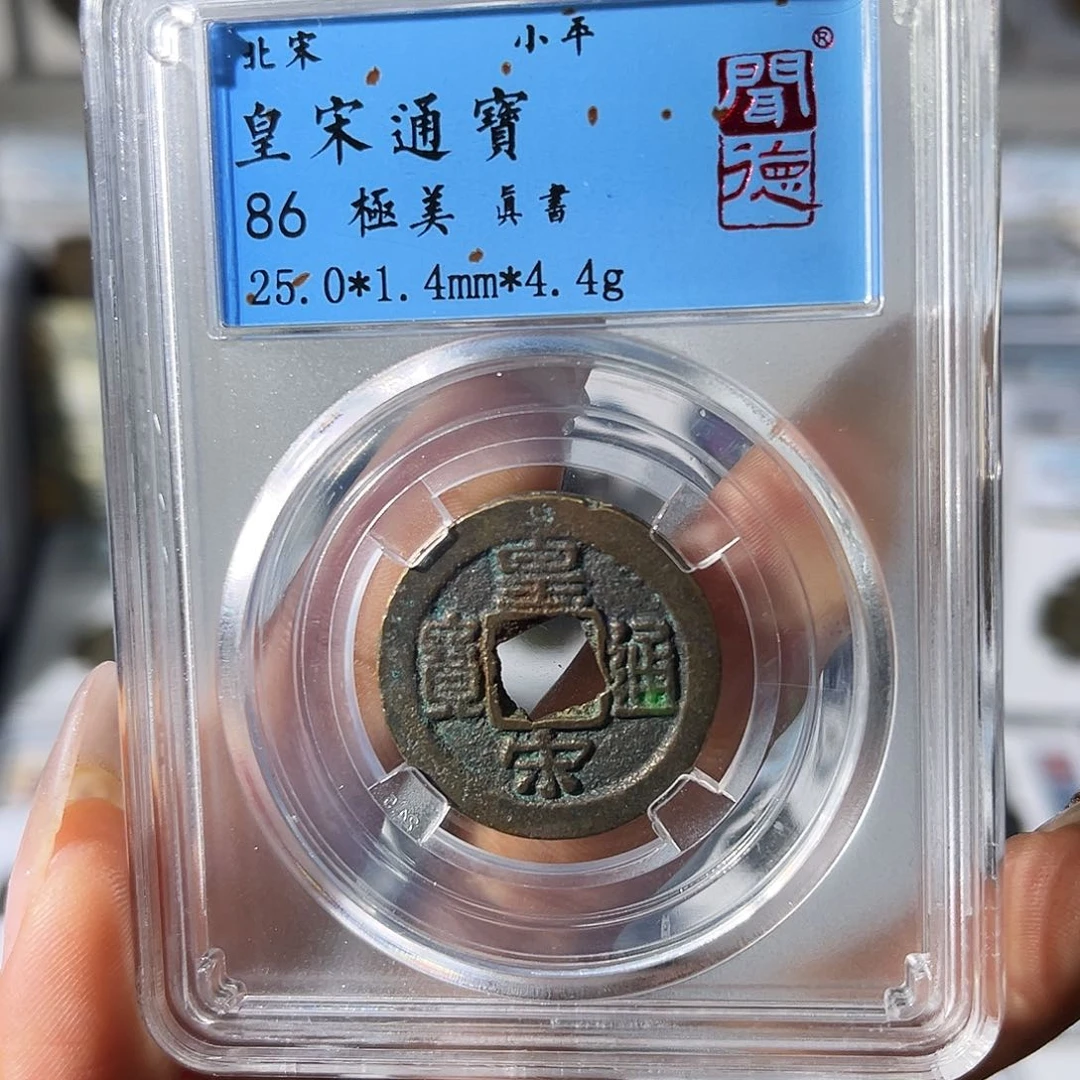 北宋 小平
皇宋通寶
86 極美 眞書
25.0*1.4mm*4.4g
聞德®
皇宋通寶